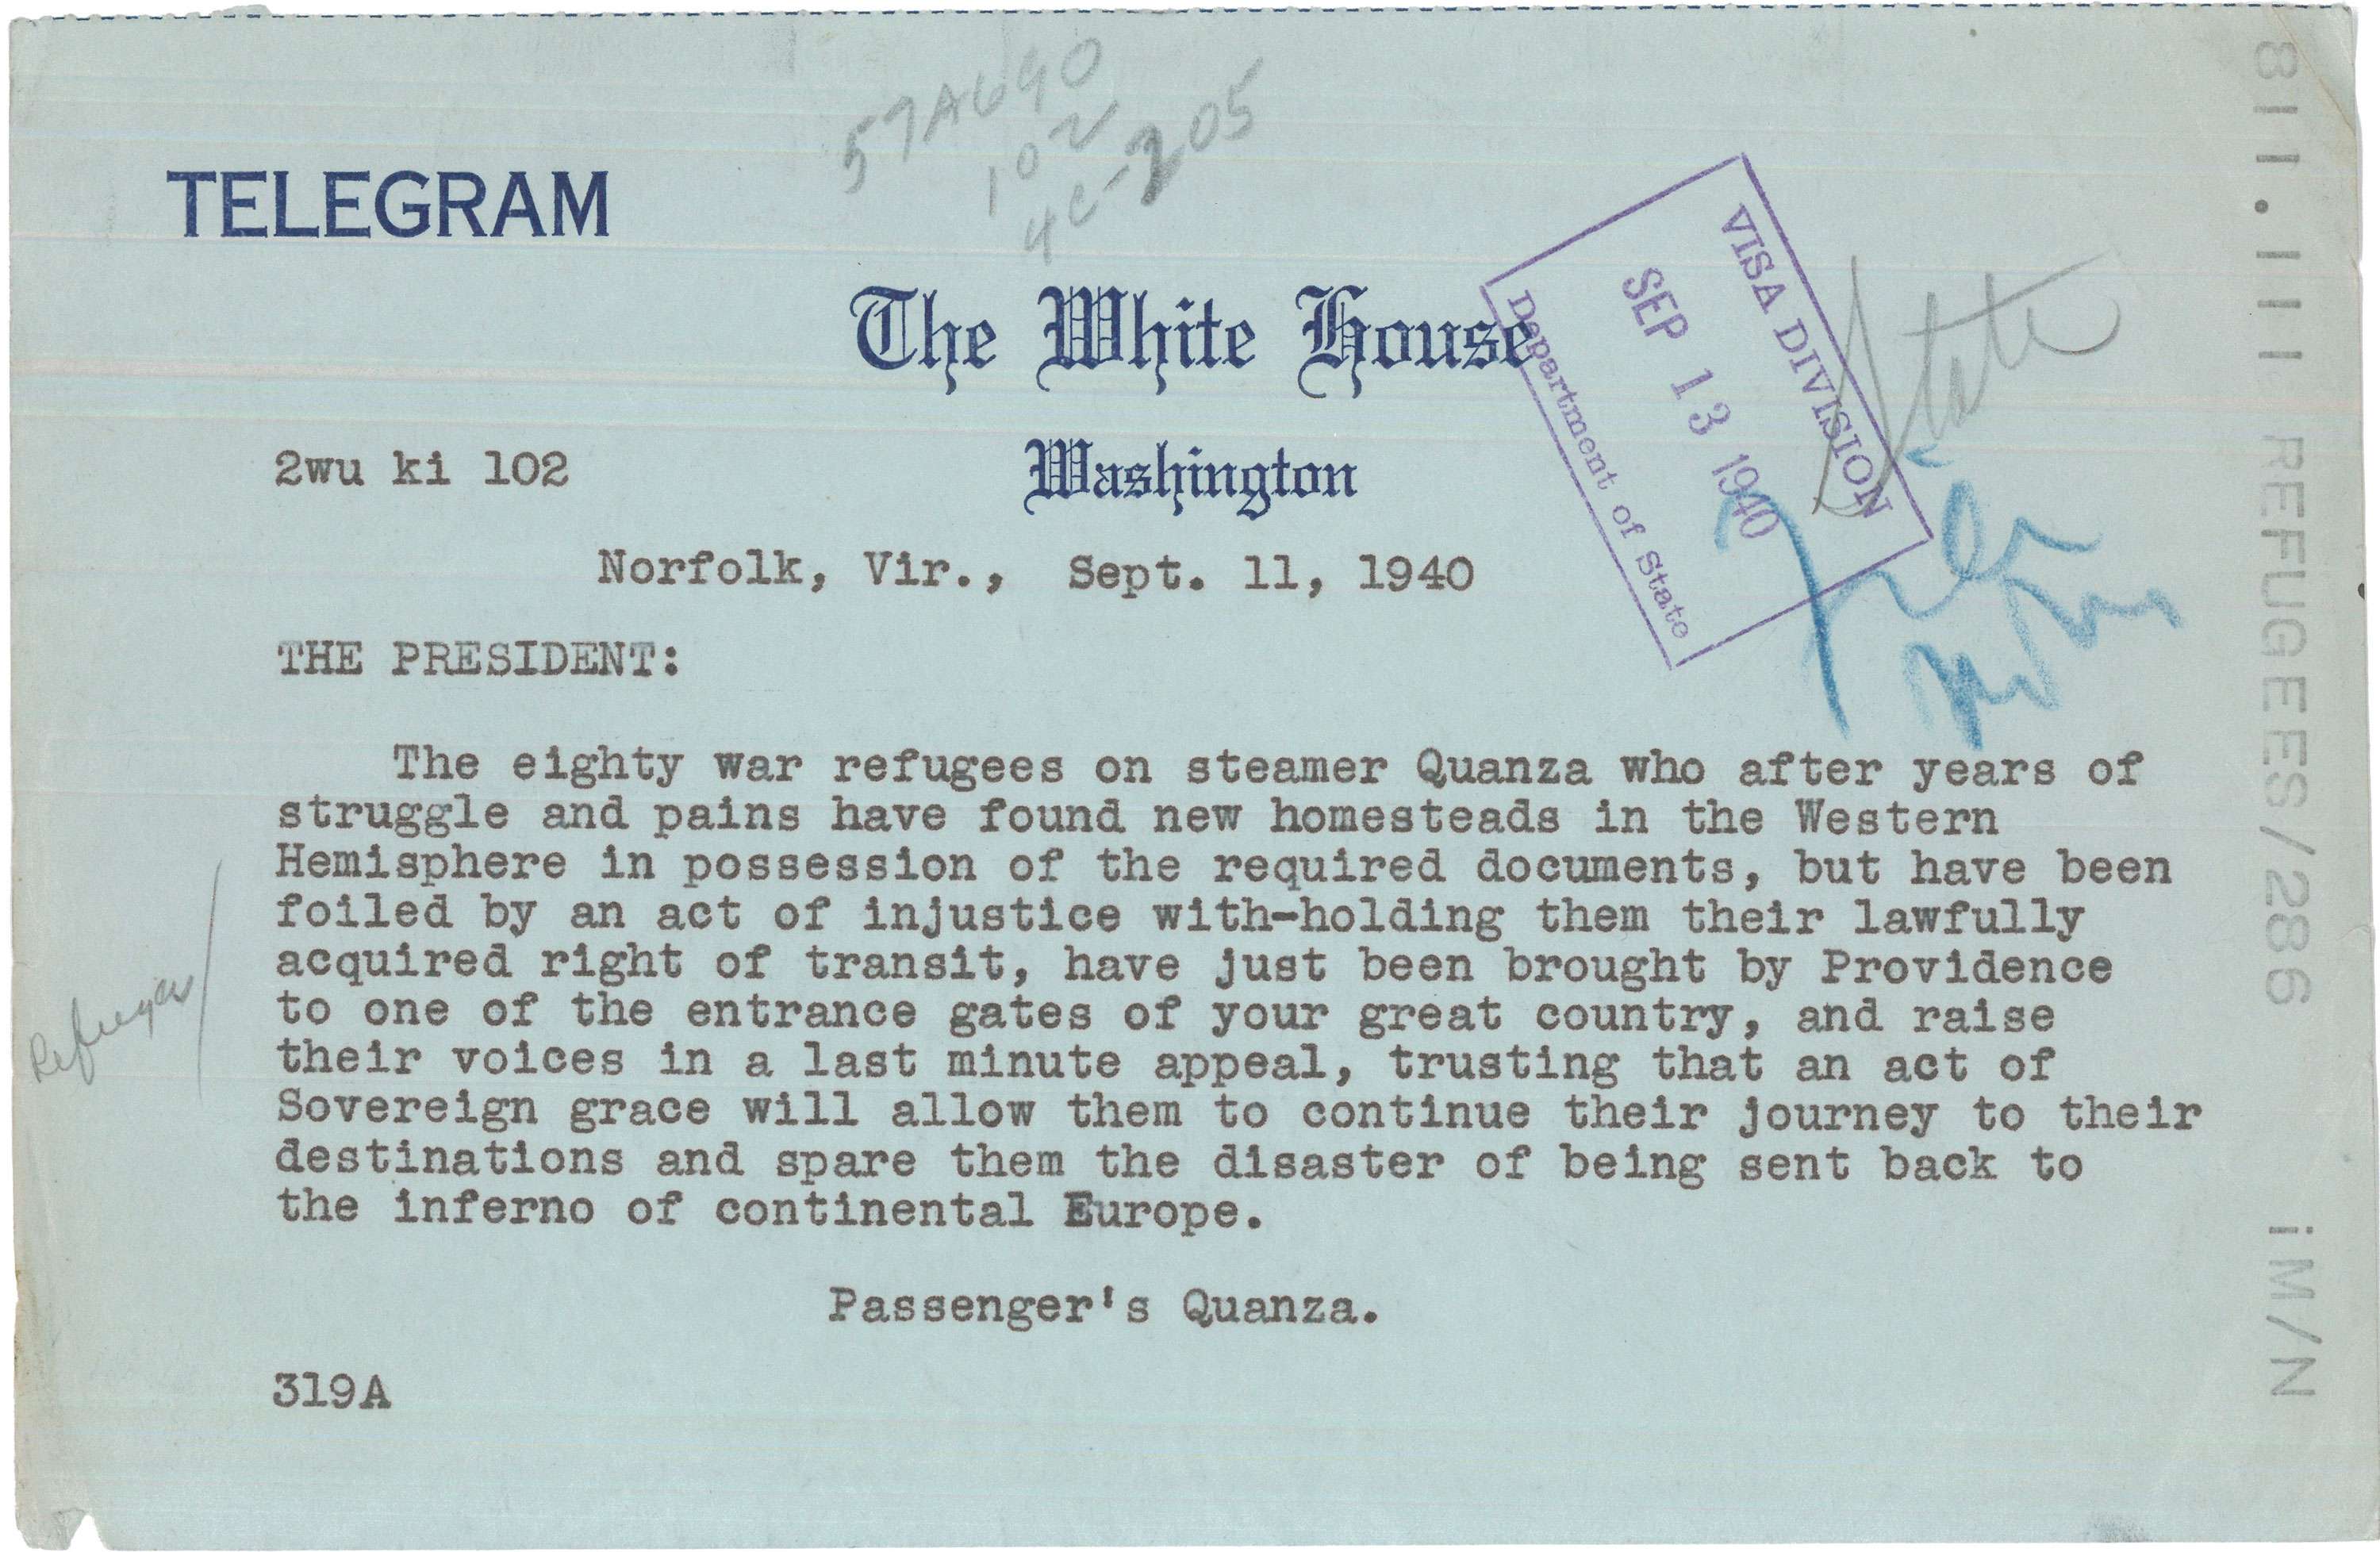 57A690
102
4C-205
TELEGRAM
The White House
Washington
VISA DIVISION
SEP 13 1940
Department of State
State
2wu ki 102
Norfolk, Vir., Sept. 11, 1940
THE PRESIDENT:
The eighty war refugees on steamer Quanza who after years of
struggle and pains have found new homesteads in the Western
Hemisphere in possession of the required documents, but have been
foiled by an act of injustice with-holding them their lawfully
acquired right of transit, have just been brought by Providence
to one of the entrance gates of your great country, and raise
their voices in a last minute appeal, trusting that an act of
Sovereign grace will allow them to continue their journey to their
destinations and spare them the disaster of being sent back to
the inferno of continental Europe.
Passenger's Quanza.
319A
Refugees
811.111 REFUGEES/286